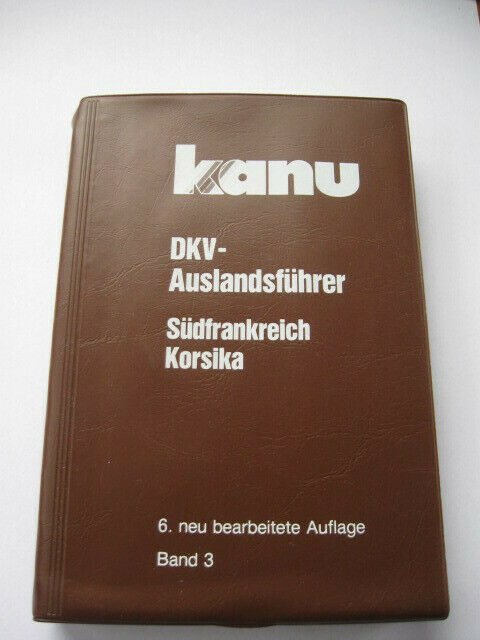 kanu
DKV-
Auslandsführer
Südfrankreich
Korsika
6. neu bearbeitete Auflage
Band 3